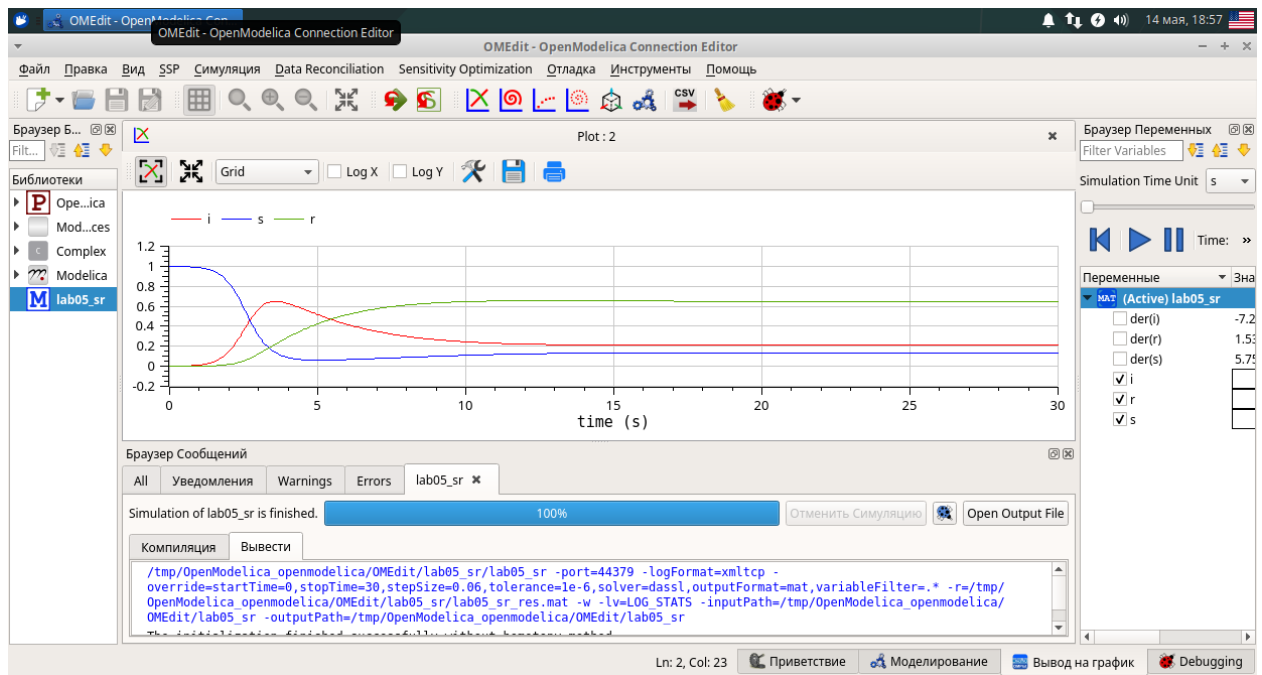 OMEdit - OpenModelica Con...
14 мая, 18:57
OMEdit - OpenModelica Connection Editor
OMEdit - OpenModelica Connection Editor
Файл Правка Вид SSP Симуляция Data Reconciliation Sensitivity Optimization Отладка Инструменты Помощь
CSV
Браузер Б...
Filt...
Библиотеки
P Ope...ica
Mod...ces
C Complex
Modelica
M lab05_sr
Plot : 2
Grid Log X Log Y
i s r
1.2
1
0.8
0.6
0.4
0.2
0
-0.2
0 5 10 15 20 25 30
time (s)
Браузер Сообщений
All Уведомления Warnings Errors lab05_sr
Simulation of lab05_sr is finished. 100% Отменить Симуляцию Open Output File
Компиляция Вывести
/tmp/OpenModelica_openmodelica/OMEdit/lab05_sr/lab05_sr -port=44379 -logFormat=xmltcp -
override=startTime=0,stopTime=30,stepSize=0.06,tolerance=1e-6,solver=dassl,outputFormat=mat,variableFilter=.* -r=/tmp/
OpenModelica_openmodelica/OMEdit/lab05_sr/lab05_sr_res.mat -w -lv=LOG_STATS -inputPath=/tmp/OpenModelica_openmodelica/
OMEdit/lab05_sr -outputPath=/tmp/OpenModelica_openmodelica/OMEdit/lab05_sr
Браузер Переменных
Filter Variables
Simulation Time Unit s
Time: »
Переменные Зна
MAT (Active) lab05_sr
der(i) -7.2
der(r) 1.53
der(s) 5.75
i
r
s
Ln: 2, Col: 23 Приветствие Моделирование Вывод на график Debugging